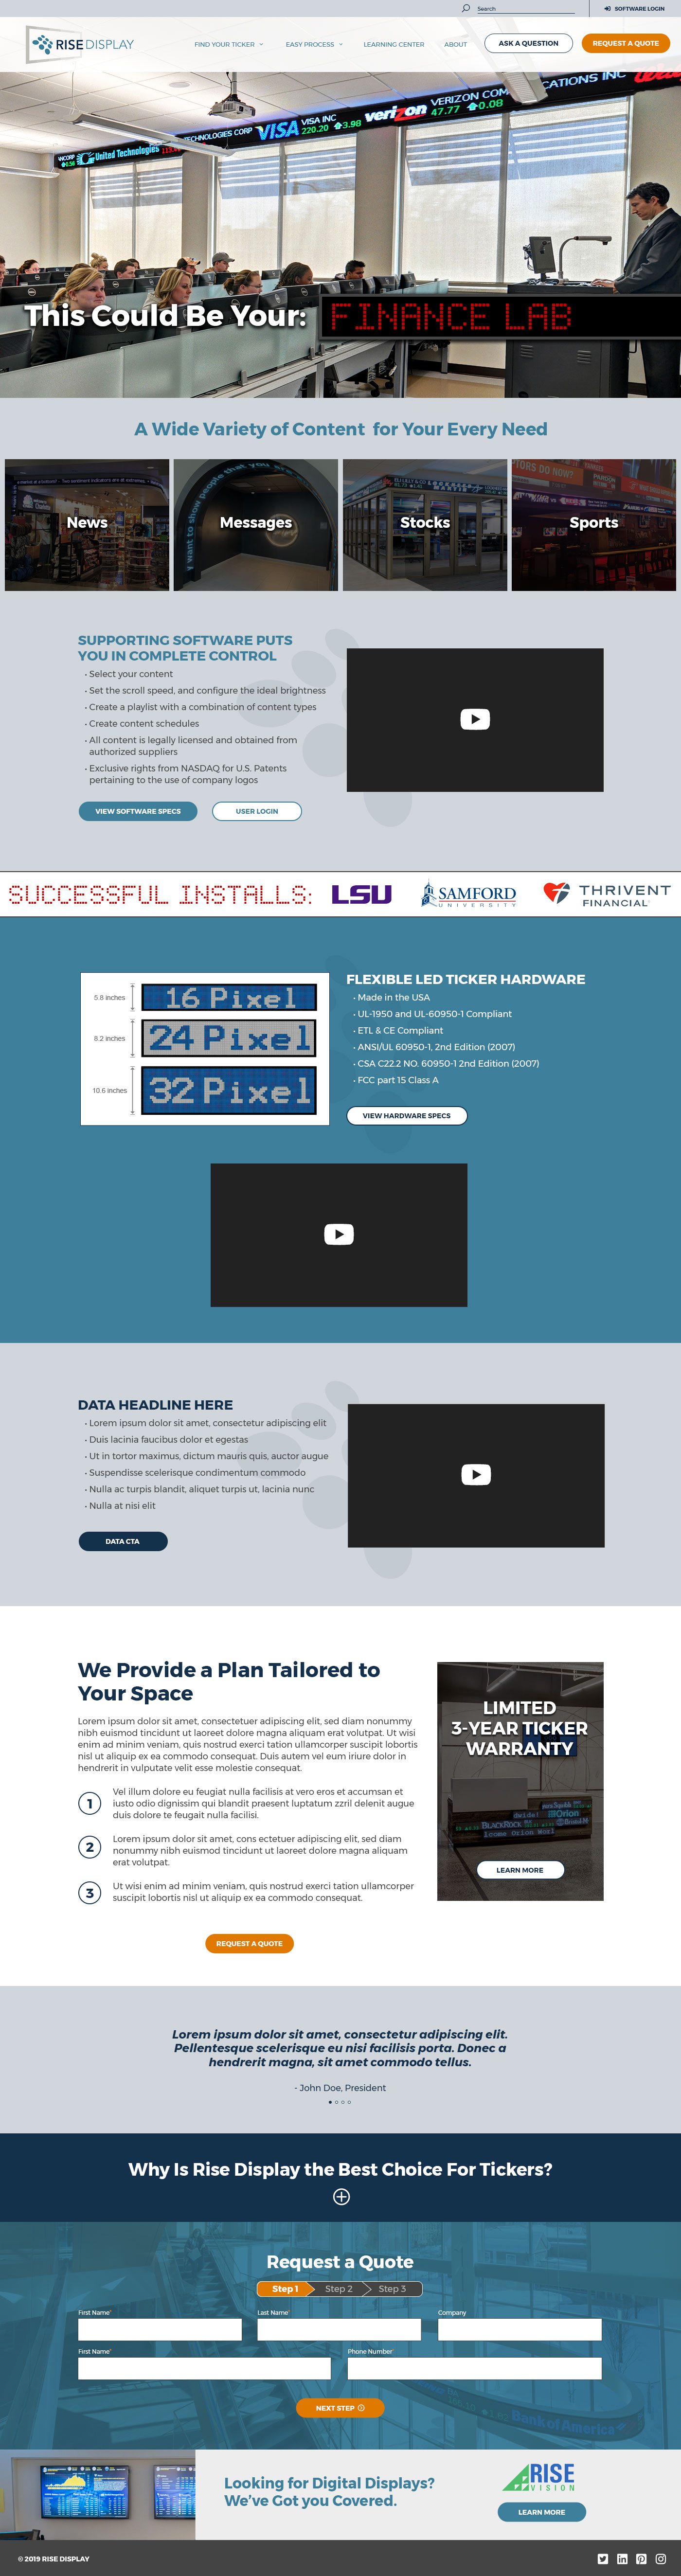 Search
SOFTWARE LOGIN
RISE DISPLAY
FIND YOUR TICKER
EASY PROCESS
LEARNING CENTER
ABOUT
ASK A QUESTION
REQUEST A QUOTE
United Technologies
TECHNOLOGIES CORP
VISA
VISA INC
220.20 3.98
verizon
VERIZON COM
47.77 0.08
CATIONS INC
This Could Be Your:
FINANCE LAB
A Wide Variety of Content for Your Every Need
News
Messages
Stocks
Sports
SUPPORTING SOFTWARE PUTS
YOU IN COMPLETE CONTROL
• Select your content
• Set the scroll speed, and configure the ideal brightness
• Create a playlist with a combination of content types
• Create content schedules
• All content is legally licensed and obtained from
authorized suppliers
• Exclusive rights from NASDAQ for U.S. Patents
pertaining to the use of company logos
VIEW SOFTWARE SPECS
USER LOGIN
SUCCESSFUL INSTALLS:
LSU
SAMFORD
UNIVERSITY
THRIVENT
FINANCIAL
5.8 inches
16 Pixel
8.2 inches
24 Pixel
10.6 inches
32 Pixel
FLEXIBLE LED TICKER HARDWARE
• Made in the USA
• UL-1950 and UL-60950-1 Compliant
• ETL & CE Compliant
• ANSI/UL 60950-1, 2nd Edition (2007)
• CSA C22.2 NO. 60950-1 2nd Edition (2007)
• FCC part 15 Class A
VIEW HARDWARE SPECS
DATA HEADLINE HERE
• Lorem ipsum dolor sit amet, consectetur adipiscing elit
• Duis lacinia faucibus dolor et egestas
• Ut in tortor maximus, dictum mauris quis, auctor augue
• Suspendisse scelerisque condimentum commodo
• Nulla ac turpis blandit, aliquet turpis ut, lacinia nunc
• Nulla at nisi elit
DATA CTA
We Provide a Plan Tailored to
Your Space
Lorem ipsum dolor sit amet, consectetuer adipiscing elit, sed diam nonummy
nibh euismod tincidunt ut laoreet dolore magna aliquam erat volutpat. Ut wisi
enim ad minim veniam, quis nostrud exerci tation ullamcorper suscipit lobortis
nisl ut aliquip ex ea commodo consequat. Duis autem vel eum iriure dolor in
hendrerit in vulputate velit esse molestie consequat.
1
Vel illum dolore eu feugiat nulla facilisis at vero eros et accumsan et
iusto odio dignissim qui blandit praesent luptatum zzril delenit augue
duis dolore te feugait nulla facilisi.
2
Lorem ipsum dolor sit amet, cons ectetuer adipiscing elit, sed diam
nonummy nibh euismod tincidunt ut laoreet dolore magna aliquam
erat volutpat.
3
Ut wisi enim ad minim veniam, quis nostrud exerci tation ullamcorper
suscipit lobortis nisl ut aliquip ex ea commodo consequat.
REQUEST A QUOTE
LIMITED
3-YEAR TICKER
WARRANTY
Orion
BLACKROCK
LEARN MORE
Lorem ipsum dolor sit amet, consectetur adipiscing elit.
Pellentesque scelerisque eu nisi facilisis porta. Donec a
hendrerit magna, sit amet commodo tellus.
- John Doe, President
Why Is Rise Display the Best Choice For Tickers?
Request a Quote
Step 1
Step 2
Step 3
First Name*
Last Name*
Company
First Name*
Phone Number*
NEXT STEP
Bank of America
Looking for Digital Displays?
We've Got you Covered.
RISE
VISION
LEARN MORE
© 2019 RISE DISPLAY